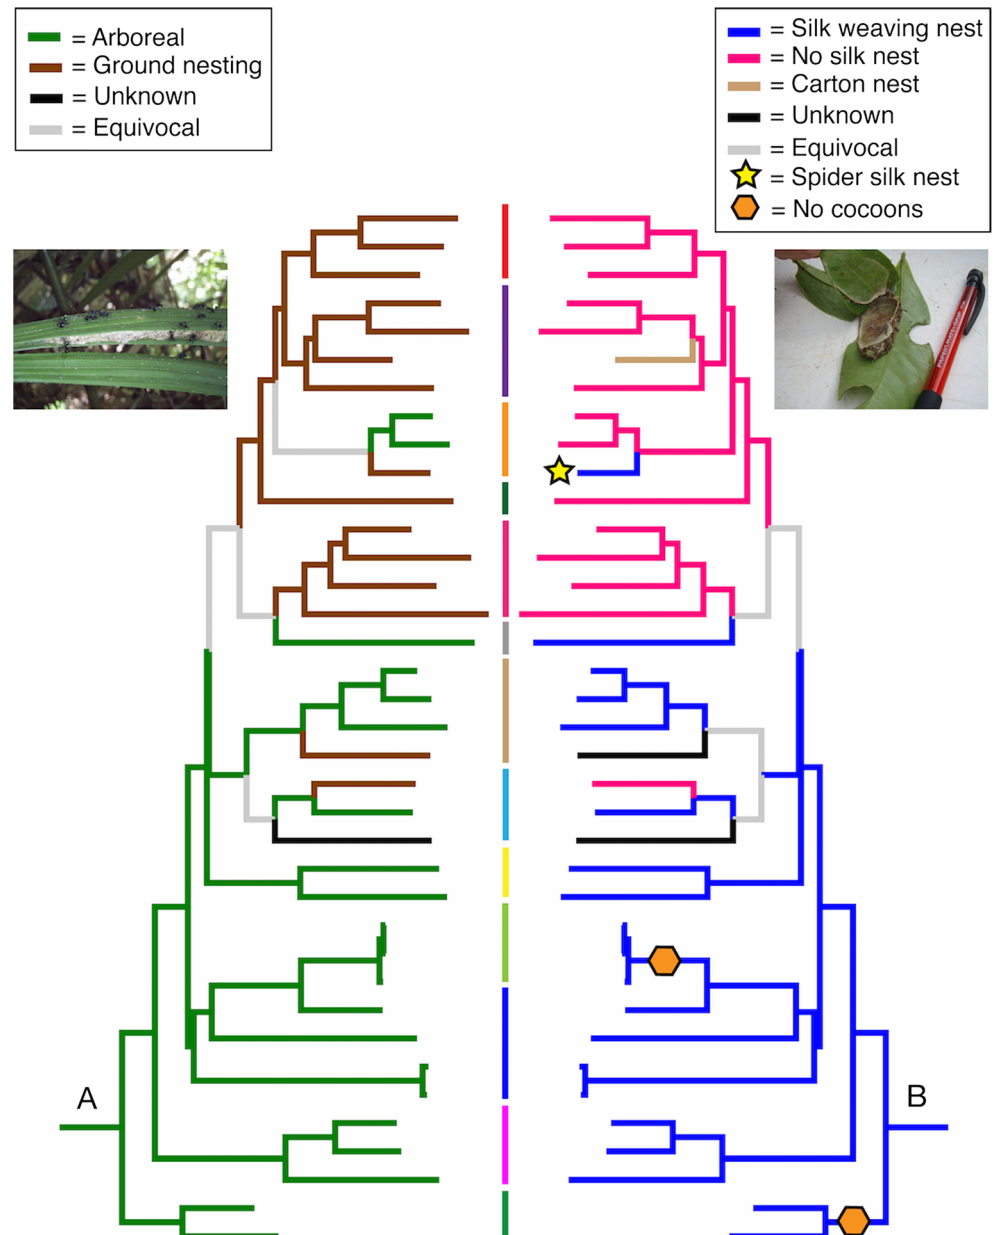 = Arboreal
= Ground nesting
= Unknown
= Equivocal
= Silk weaving nest
= No silk nest
= Carton nest
= Unknown
= Equivocal
= Spider silk nest
= No cocoons
A
B